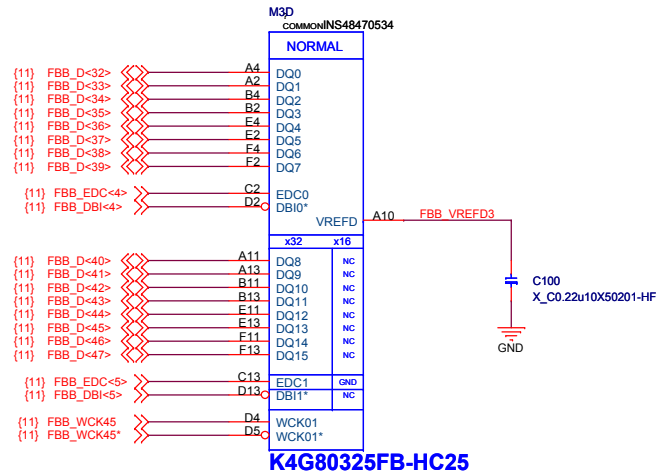 M3D
COMMONINS48470534
NORMAL
{11} FBB_D<32> A4 DQ0
{11} FBB_D<33> A2 DQ1
{11} FBB_D<34> B4 DQ2
{11} FBB_D<35> B2 DQ3
{11} FBB_D<36> E4 DQ4
{11} FBB_D<37> E2 DQ5
{11} FBB_D<38> F4 DQ6
{11} FBB_D<39> F2 DQ7
{11} FBB_EDC<4> C2 EDC0
{11} FBB_DBI<4> D2 DBI0*
VREFD A10 FBB_VREFD3
x32 x16
{11} FBB_D<40> A11 DQ8 NC
{11} FBB_D<41> A13 DQ9 NC
{11} FBB_D<42> B11 DQ10 NC
{11} FBB_D<43> B13 DQ11 NC
{11} FBB_D<44> E11 DQ12 NC
{11} FBB_D<45> E13 DQ13 NC
{11} FBB_D<46> F11 DQ14 NC
{11} FBB_D<47> F13 DQ15 NC
C100
X_C0.22u10X50201-HF
GND
{11} FBB_EDC<5> C13 EDC1 GND
{11} FBB_DBI<5> D13 DBI1* NC
{11} FBB_WCK45 D4 WCK01
{11} FBB_WCK45* D5 WCK01*
K4G80325FB-HC25